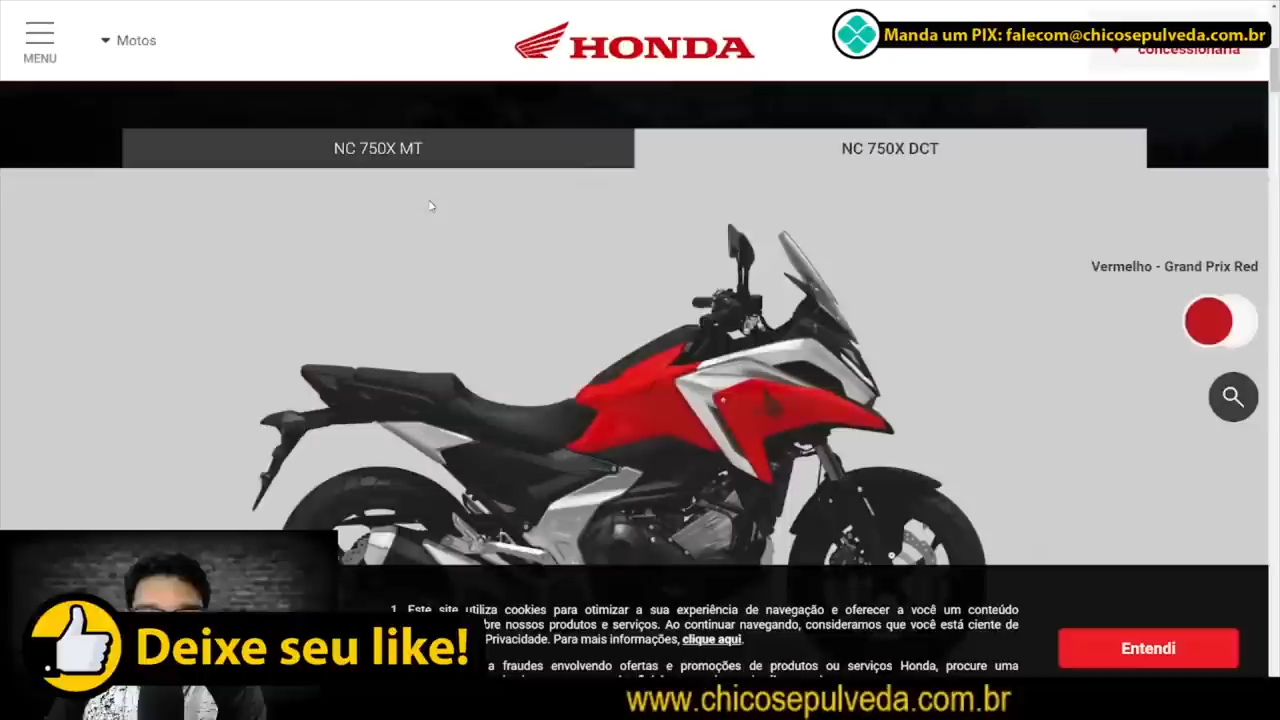 MENU
Motos
HONDA
Manda um PIX: falecom@chicosepulveda.com.br
concessionária
NC 750X MT
NC 750X DCT
Vermelho - Grand Prix Red
1. Este site utiliza cookies para otimizar a sua experiência de navegação e oferecer a você um conteúdo
bre nossos produtos e serviços. Ao continuar navegando, consideramos que você está ciente de
Privacidade. Para mais informações, clique aqui.
a fraudes envolvendo ofertas e promoções de produtos ou serviços Honda, procure uma
Entendi
Deixe seu like!
www.chicosepulveda.com.br